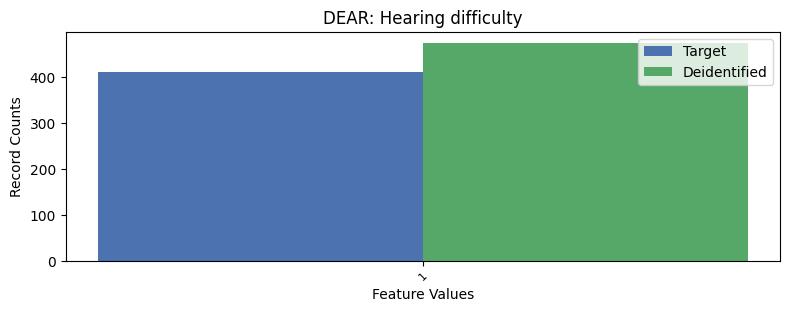 DEAR: Hearing difficulty
Target
Deidentified
Record Counts
400
300
200
100
0
1
Feature Values